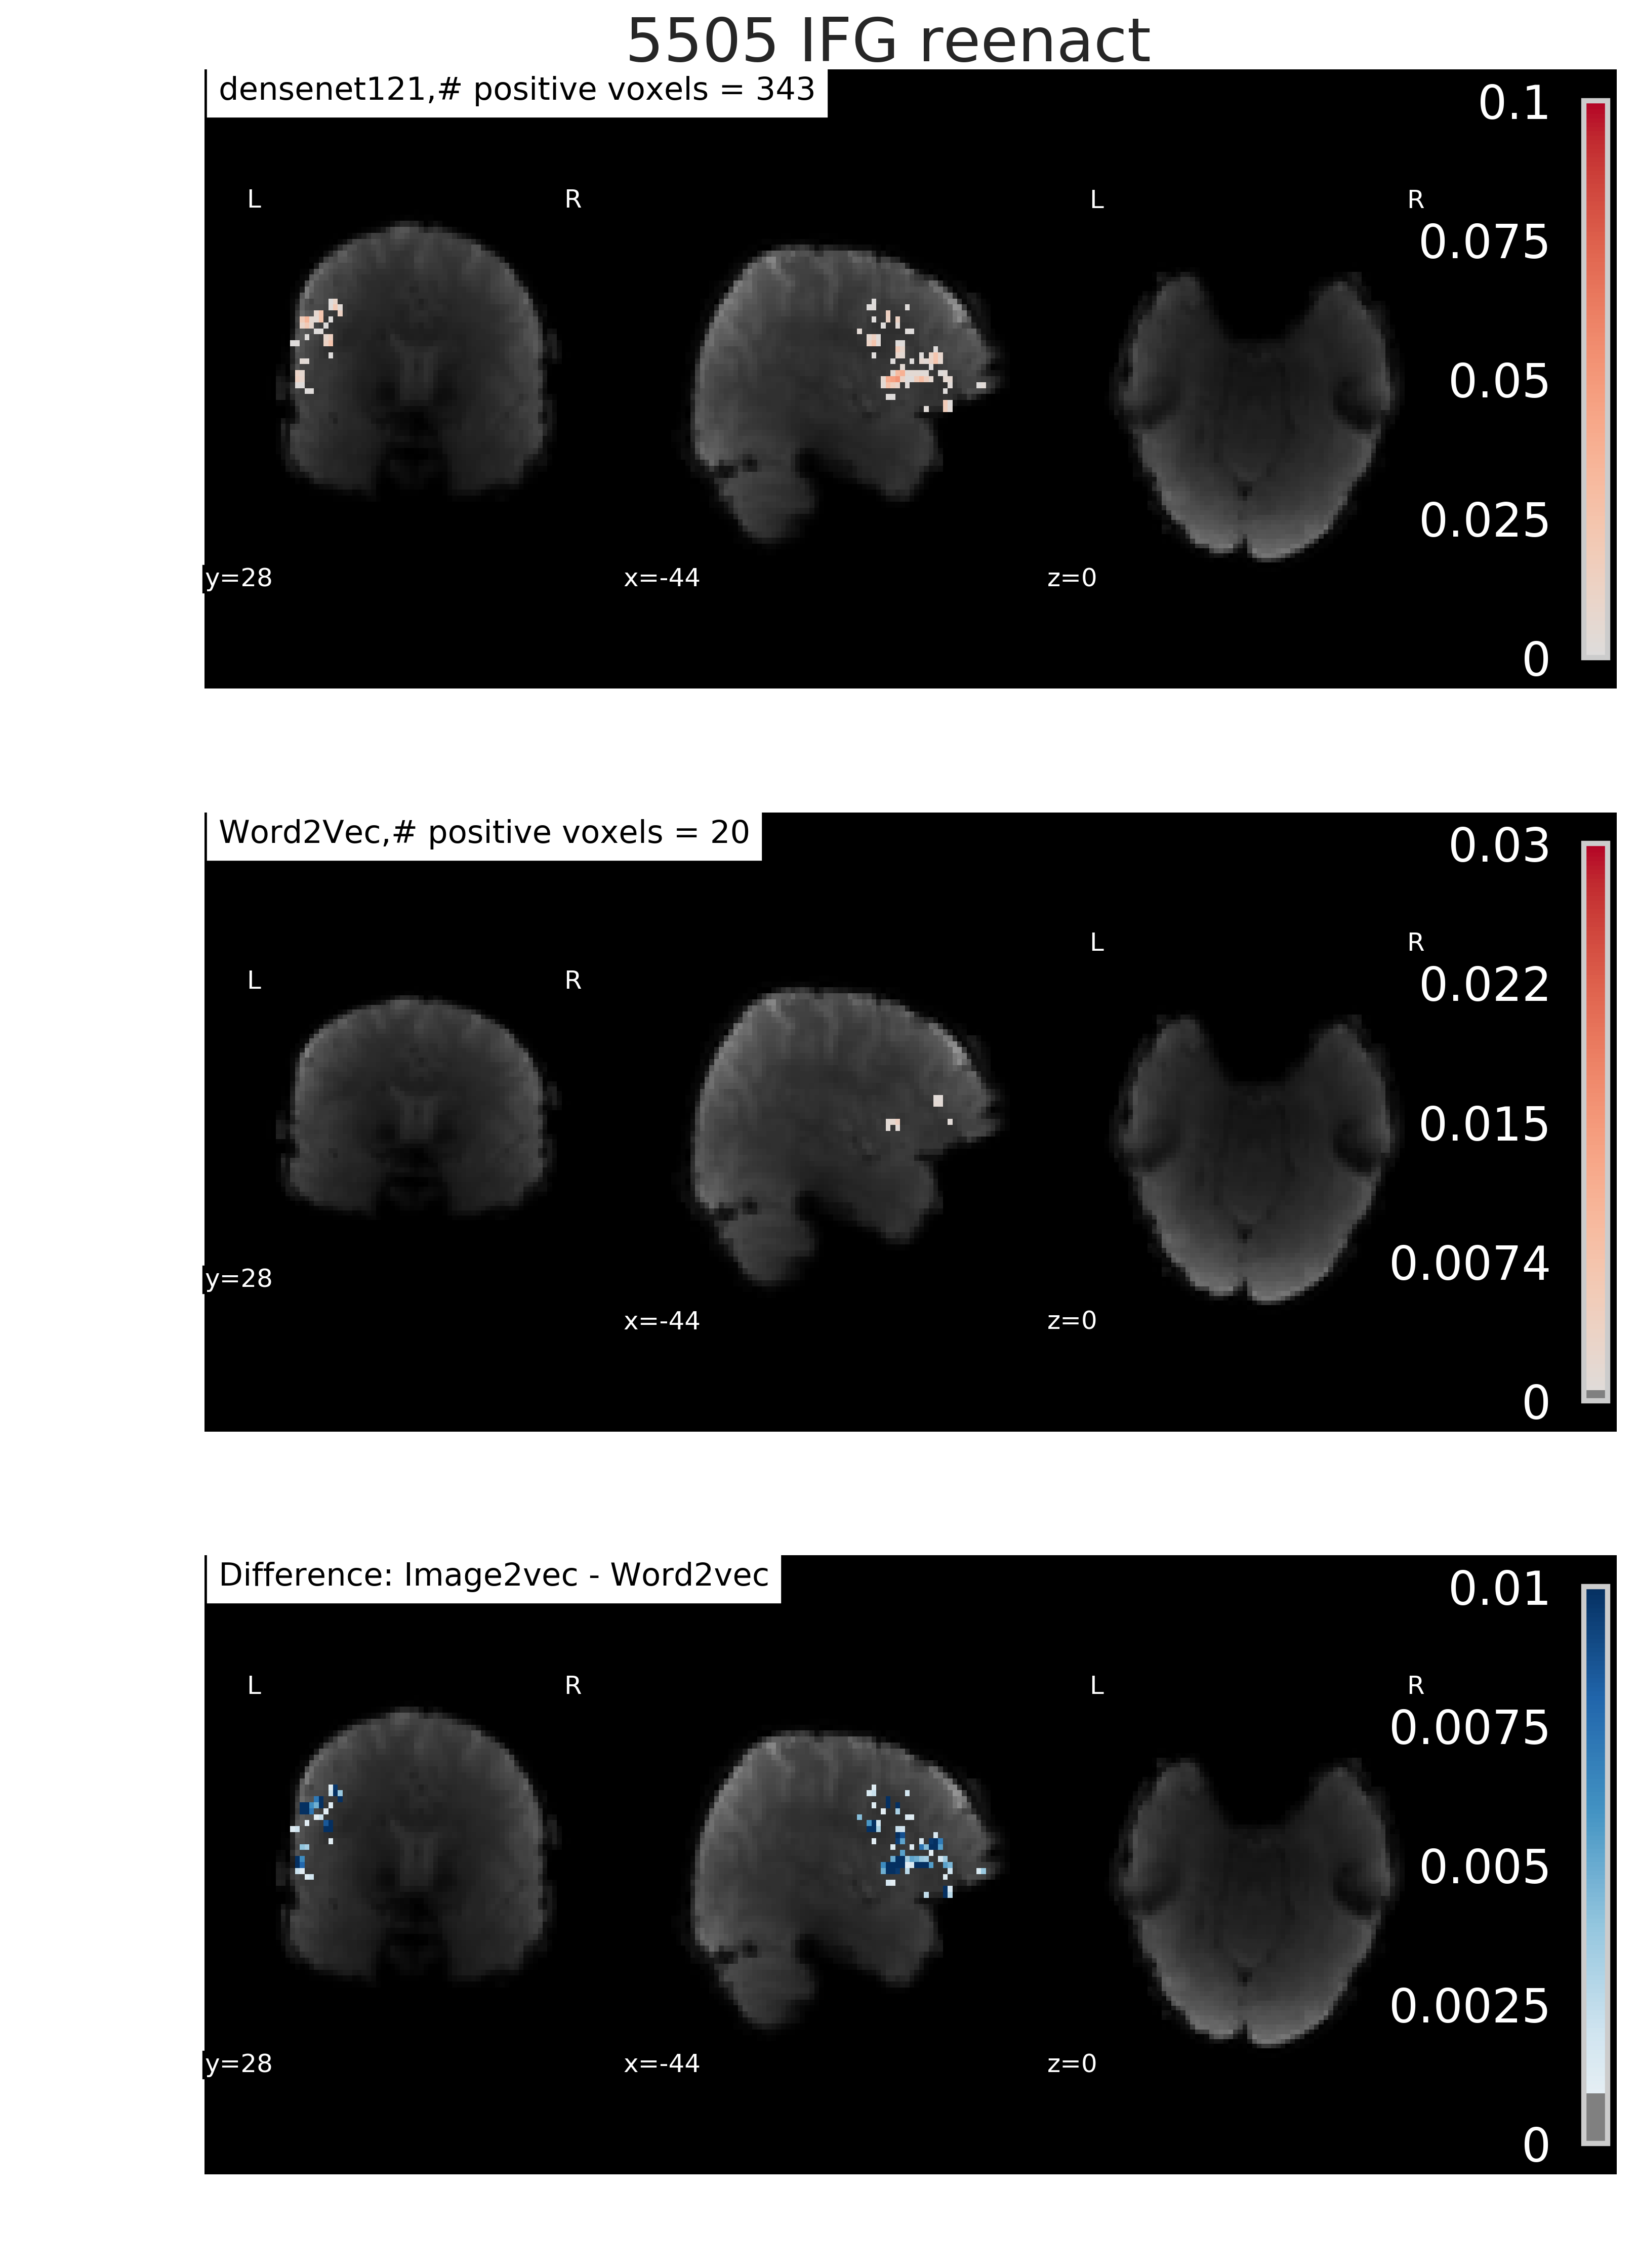 5505 IFG reenact
densenet121,# positive voxels = 343
0.1
L R L R
0.075
0.05
0.025
y=28 x=-44 z=0
0
Word2Vec,# positive voxels = 20
0.03
L R
L R
0.022
0.015
0.0074
y=28
x=-44 z=0
0
Difference: Image2vec - Word2vec
0.01
L R L R
0.0075
0.005
0.0025
y=28 x=-44 z=0
0